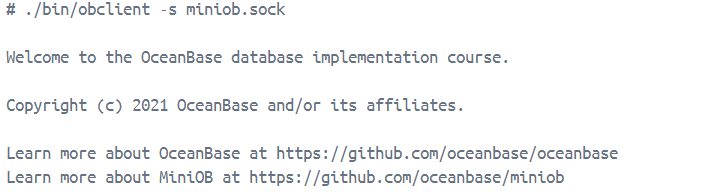 # ./bin/obclient -s miniob.sock
Welcome to the OceanBase database implementation course.
Copyright (c) 2021 OceanBase and/or its affiliates.
Learn more about OceanBase at https://github.com/oceanbase/oceanbase
Learn more about MiniOB at https://github.com/oceanbase/miniob